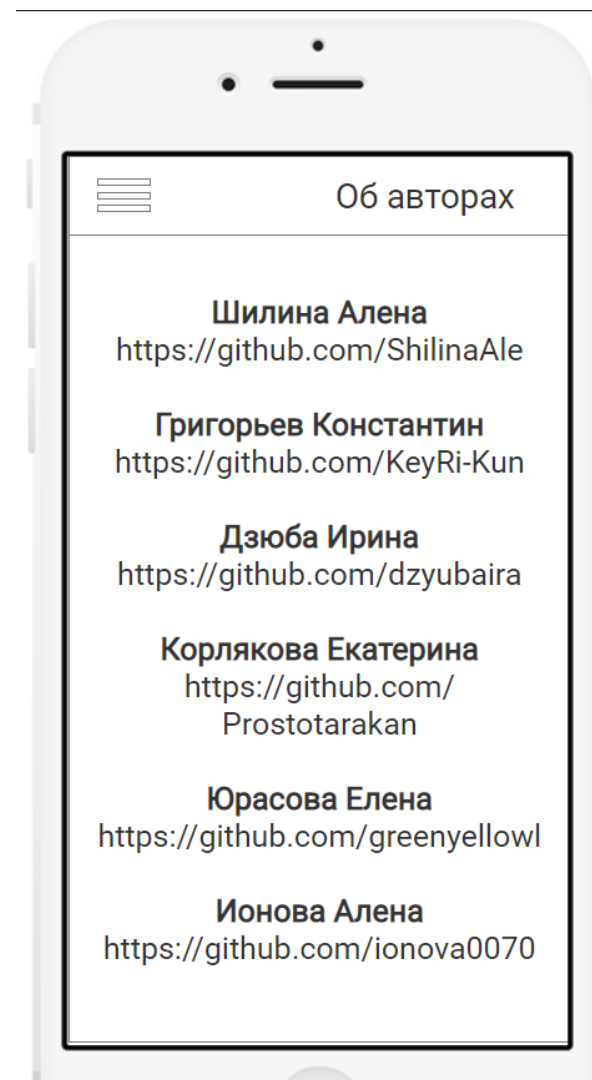 Об авторах
Шилина Алена
https://github.com/ShilinaAle
Григорьев Константин
https://github.com/KeyRi-Kun
Дзюба Ирина
https://github.com/dzyubaira
Корлякова Екатерина
https://github.com/
Prostotarakan
Юрасова Елена
https://github.com/greenyellowl
Ионова Алена
https://github.com/ionova0070